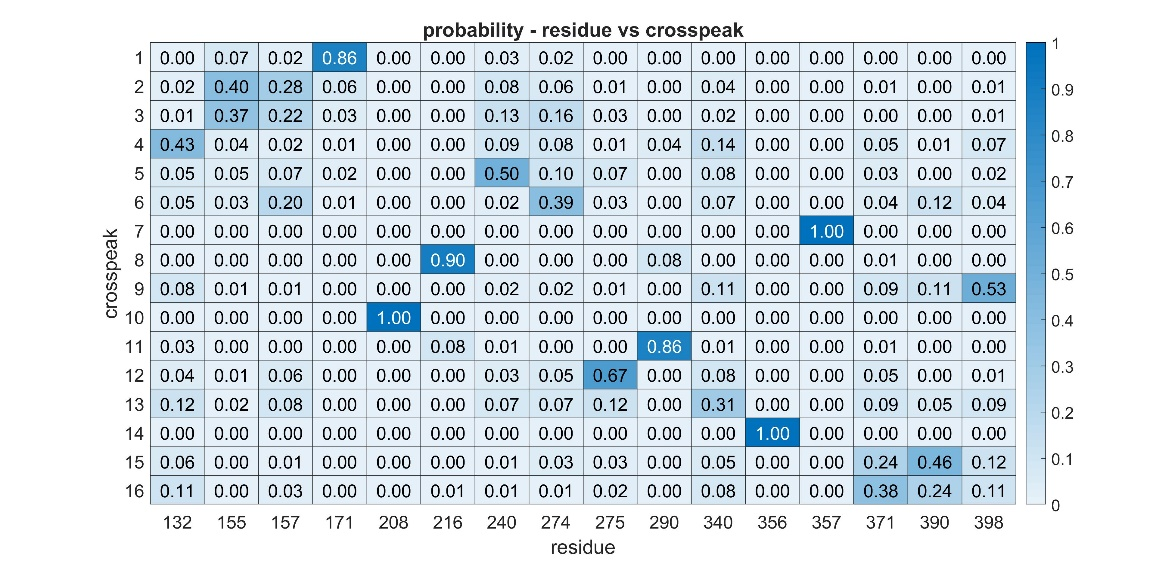 probability - residue vs crosspeak
1 0.00 0.07 0.02 0.86 0.00 0.00 0.03 0.02 0.00 0.00 0.00 0.00 0.00 0.00 0.00 0.00 1
2 0.02 0.40 0.28 0.06 0.00 0.00 0.08 0.06 0.01 0.00 0.04 0.00 0.00 0.01 0.00 0.01 0.9
3 0.01 0.37 0.22 0.03 0.00 0.00 0.13 0.16 0.03 0.00 0.02 0.00 0.00 0.00 0.00 0.01 0.8
4 0.43 0.04 0.02 0.01 0.00 0.00 0.09 0.08 0.01 0.04 0.14 0.00 0.00 0.05 0.01 0.07
5 0.05 0.05 0.07 0.02 0.00 0.00 0.50 0.10 0.07 0.00 0.08 0.00 0.00 0.03 0.00 0.02 0.7
6 0.05 0.03 0.20 0.01 0.00 0.00 0.02 0.39 0.03 0.00 0.07 0.00 0.00 0.04 0.12 0.04
7 0.00 0.00 0.00 0.00 0.00 0.00 0.00 0.00 0.00 0.00 0.00 0.00 1.00 0.00 0.00 0.00 0.6
8 0.00 0.00 0.00 0.00 0.00 0.90 0.00 0.00 0.00 0.08 0.00 0.00 0.00 0.01 0.00 0.00
crosspeak
9 0.08 0.01 0.01 0.00 0.00 0.00 0.02 0.02 0.01 0.00 0.11 0.00 0.00 0.09 0.11 0.53 0.5
10 0.00 0.00 0.00 0.00 1.00 0.00 0.00 0.00 0.00 0.00 0.00 0.00 0.00 0.00 0.00 0.00 0.4
11 0.03 0.00 0.00 0.00 0.00 0.08 0.01 0.00 0.00 0.86 0.01 0.00 0.00 0.01 0.00 0.00
12 0.04 0.01 0.06 0.00 0.00 0.00 0.03 0.05 0.67 0.00 0.08 0.00 0.00 0.05 0.00 0.01 0.3
13 0.12 0.02 0.08 0.00 0.00 0.00 0.07 0.07 0.12 0.00 0.31 0.00 0.00 0.09 0.05 0.09 0.2
14 0.00 0.00 0.00 0.00 0.00 0.00 0.00 0.00 0.00 0.00 0.00 1.00 0.00 0.00 0.00 0.00
15 0.06 0.00 0.01 0.00 0.00 0.00 0.01 0.03 0.03 0.00 0.05 0.00 0.00 0.24 0.46 0.12 0.1
16 0.11 0.00 0.03 0.00 0.00 0.00 0.01 0.01 0.02 0.00 0.08 0.00 0.00 0.38 0.24 0.11 0
132 155 157 171 208 216 240 274 275 290 340 356 357 371 390 398
residue